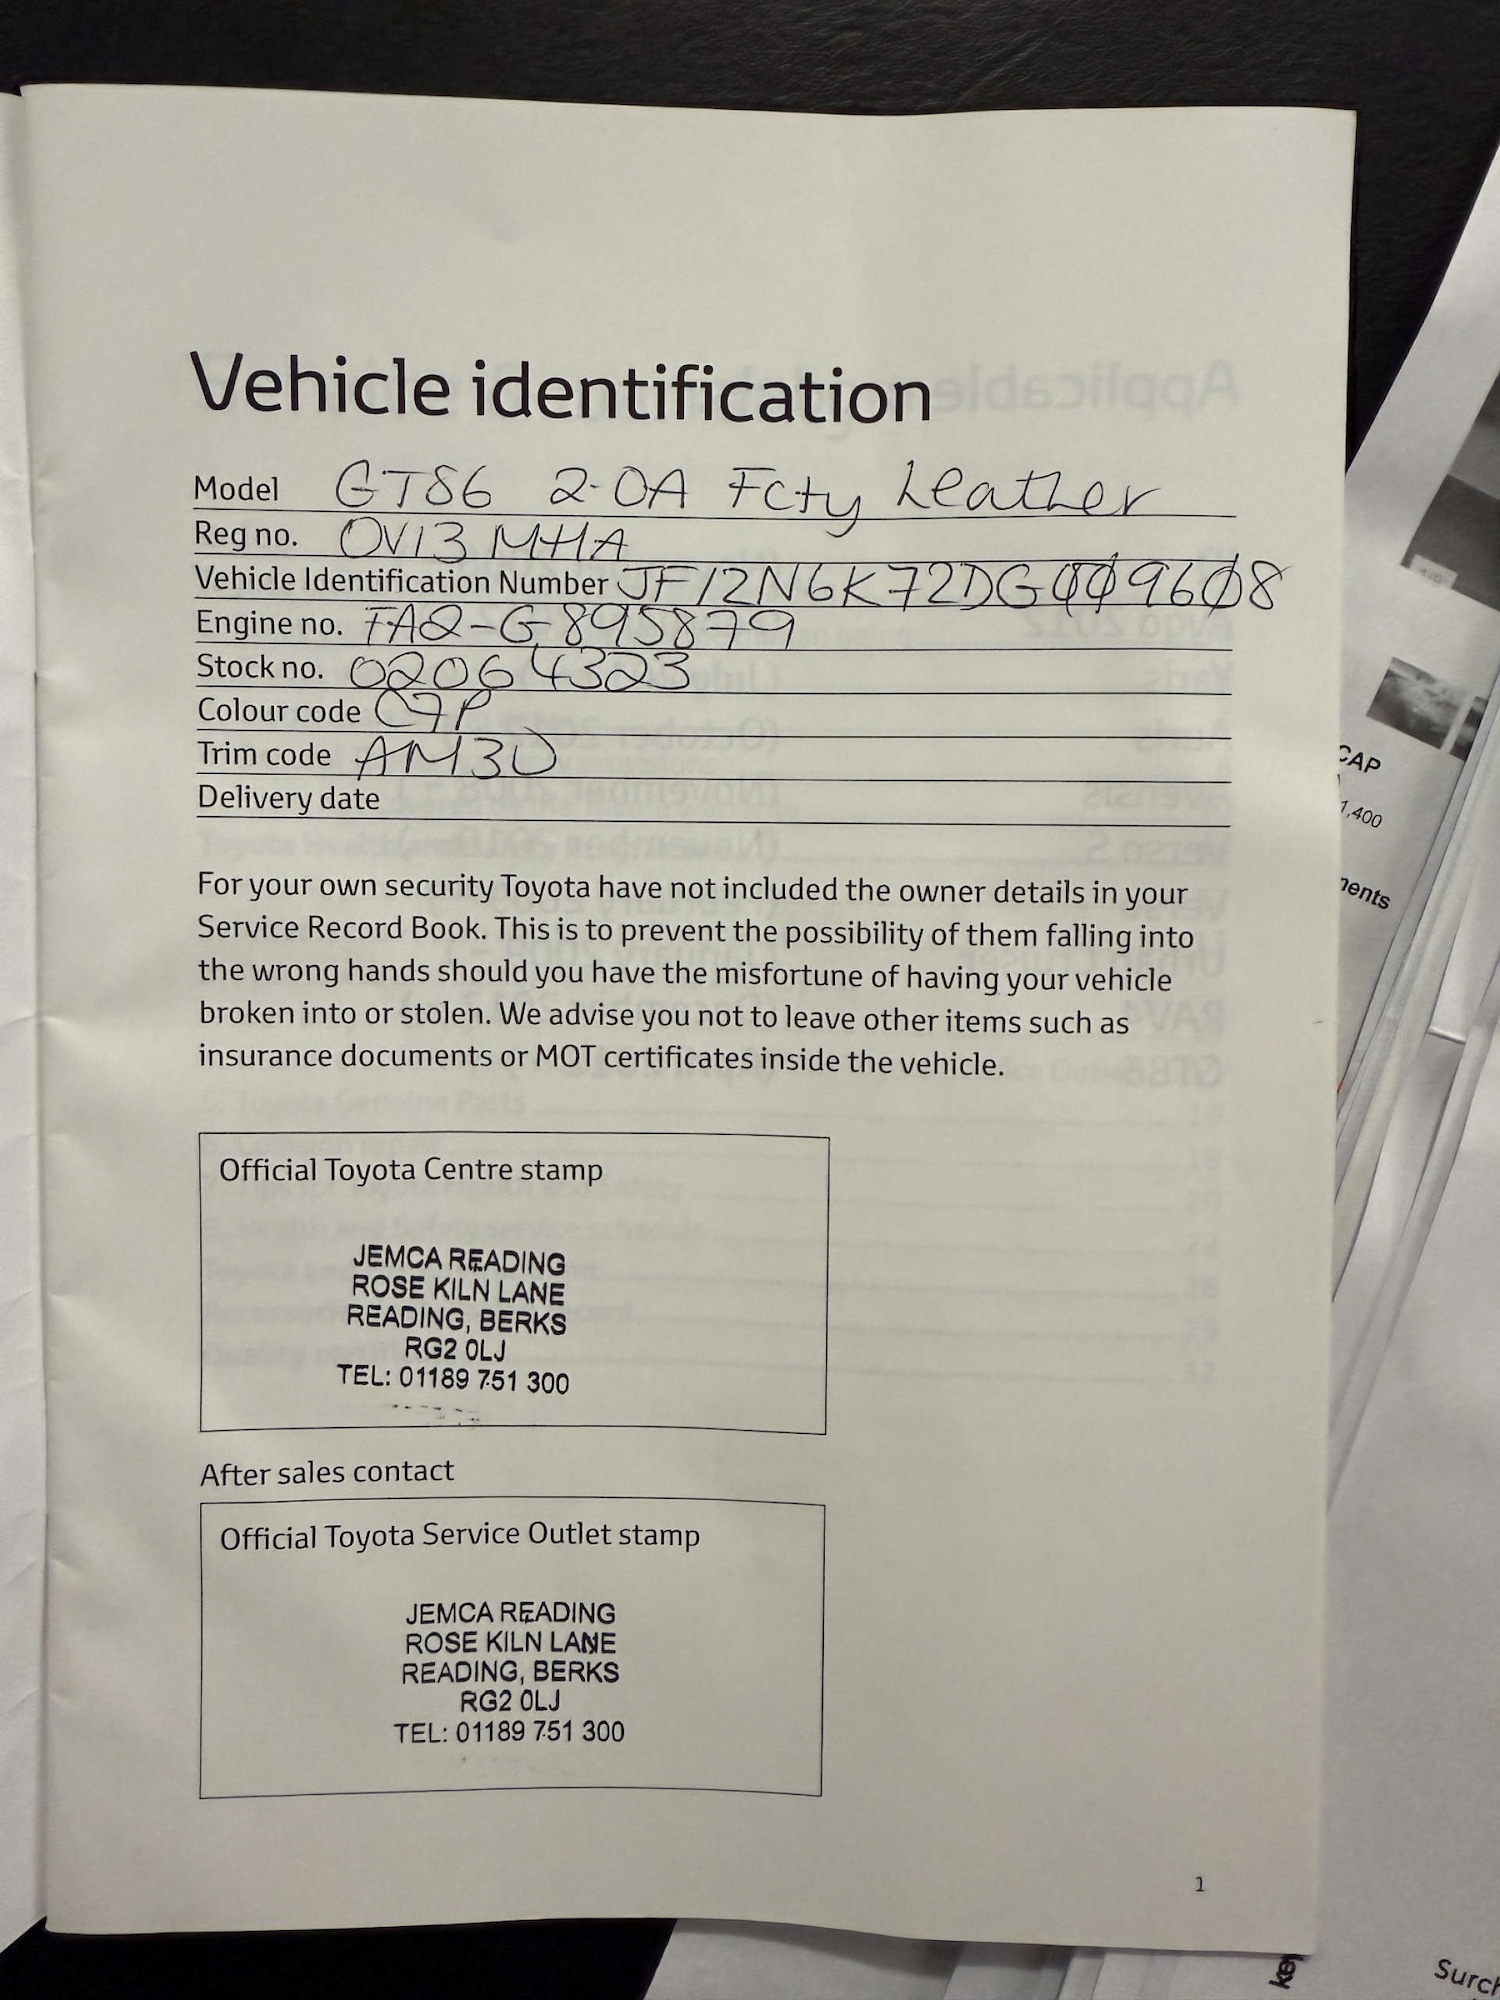 Vehicle identification
Model GT86 2.0A Fcty Leather
Reg no. OV13 MHA
Vehicle Identification Number JF12N6K72DG009608
Engine no. FA2-G895879
Stock no. 02064323
Colour code C7P
Trim code AM3U
Delivery date
For your own security Toyota have not included the owner details in your
Service Record Book. This is to prevent the possibility of them falling into
the wrong hands should you have the misfortune of having your vehicle
broken into or stolen. We advise you not to leave other items such as
insurance documents or MOT certificates inside the vehicle.
Official Toyota Centre stamp
JEMCA READING
ROSE KILN LANE
READING, BERKS
RG2 0LJ
TEL: 01189 751 300
After sales contact
Official Toyota Service Outlet stamp
JEMCA READING
ROSE KILN LANE
READING, BERKS
RG2 0LJ
TEL: 01189 751 300
1
CAP
1,400